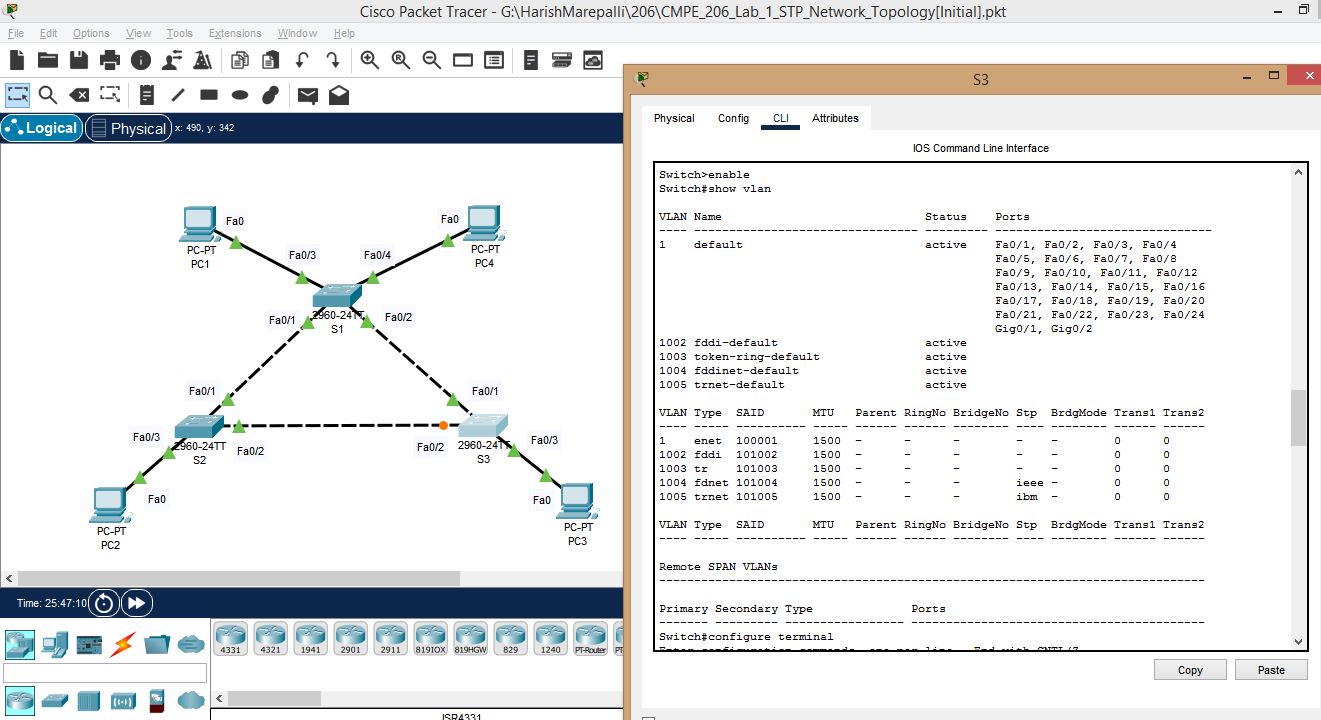 Cisco Packet Tracer - G:\HarishMarepalli\206\CMPE_206_Lab_1_STP_Network_Topology[Initial].pkt
File Edit Options View Tools Extensions Window Help
Logical Physical x: 490, y: 342
Fa0
PC-PT
PC1
Fa0
PC-PT
PC4
Fa0/3
Fa0/4
2960-24TT
S1
Fa0/1
Fa0/2
Fa0/1
Fa0/1
Fa0/3
2960-24TT
S2
Fa0/2
Fa0/2
2960-24TT
S3
Fa0/3
Fa0
PC-PT
PC2
Fa0
PC-PT
PC3
Time: 25:47:10
4331 4321 1941 2901 2911 819IOX 819HGW 829 1240 PT-Router PT
ISR4331
S3
Physical Config CLI Attributes
IOS Command Line Interface
Switch>enable
Switch#show vlan
VLAN Name Status Ports
---- -------------------------------- --------- -------------------------------
1 default active Fa0/1, Fa0/2, Fa0/3, Fa0/4
Fa0/5, Fa0/6, Fa0/7, Fa0/8
Fa0/9, Fa0/10, Fa0/11, Fa0/12
Fa0/13, Fa0/14, Fa0/15, Fa0/16
Fa0/17, Fa0/18, Fa0/19, Fa0/20
Fa0/21, Fa0/22, Fa0/23, Fa0/24
Gig0/1, Gig0/2
1002 fddi-default active
1003 token-ring-default active
1004 fddinet-default active
1005 trnet-default active
VLAN Type SAID MTU Parent RingNo BridgeNo Stp BrdgMode Trans1 Trans2
---- ----- ---------- ----- ------ ------ -------- ---- -------- ------ ------
1 enet 100001 1500 - - - - - 0 0
1002 fddi 101002 1500 - - - - - 0 0
1003 tr 101003 1500 - - - - - 0 0
1004 fdnet 101004 1500 - - - ieee - 0 0
1005 trnet 101005 1500 - - - ibm - 0 0
VLAN Type SAID MTU Parent RingNo BridgeNo Stp BrdgMode Trans1 Trans2
---- ----- ---------- ----- ------ ------ -------- ---- -------- ------ ------
Remote SPAN VLANs
------------------------------------------------------------------------------
Primary Secondary Type Ports
------- --------- ----------------- ------------------------------------------
Switch#configure terminal
Enter configuration commands, one per line. End with CNTL/Z.
Copy Paste